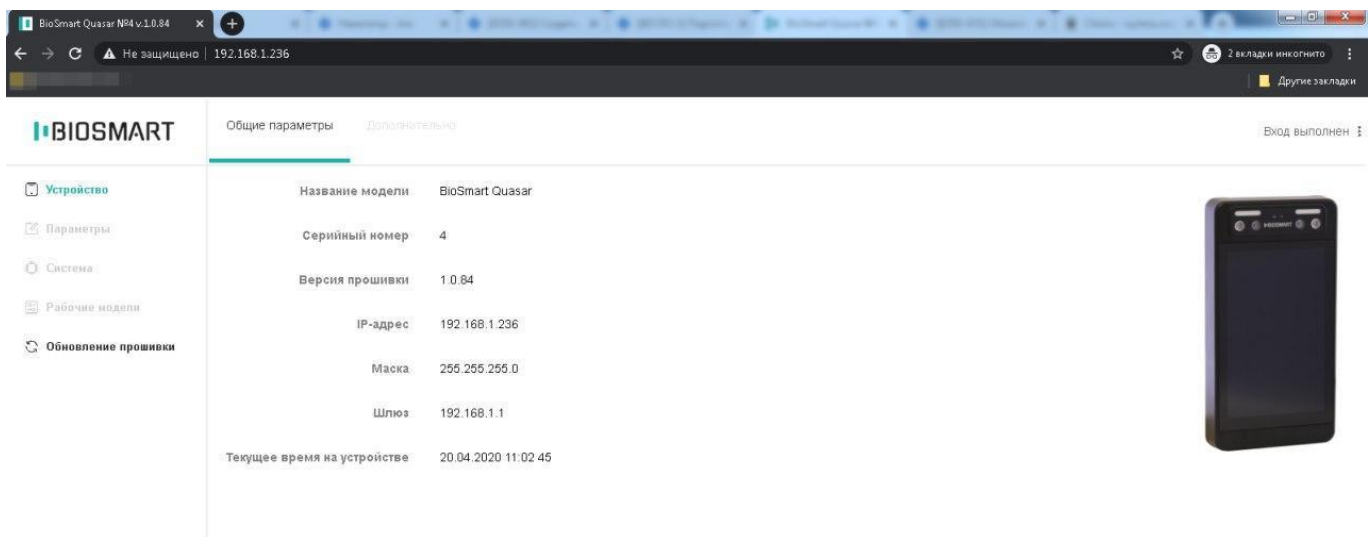 BioSmart Quasar №4 v.1.0.84
Не защищено 192.168.1.236
2 вкладки инкогнито
Другие закладки
BIOSMART
Общие параметры Дополнительно
Вход выполнен
Устройство
Параметры
Система
Рабочие модели
Обновление прошивки
Название модели BioSmart Quasar
Серийный номер 4
Версия прошивки 1.0.84
IP-адрес 192.168.1.236
Маска 255.255.255.0
Шлюз 192.168.1.1
Текущее время на устройстве 20.04.2020 11:02:45
BIOSMART